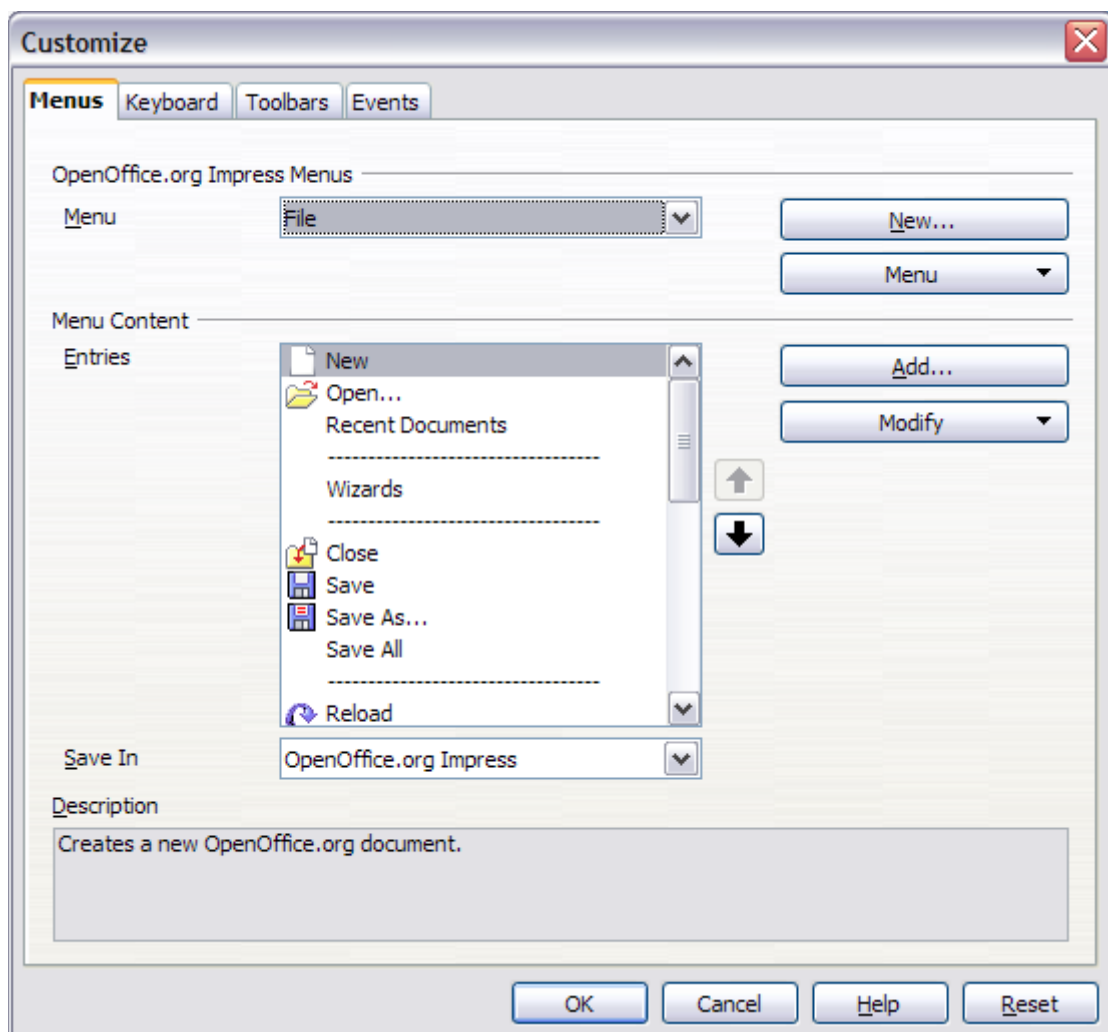 Customize
Menus Keyboard Toolbars Events
OpenOffice.org Impress Menus
Menu File New...
Menu
Menu Content
Entries New Add...
Open... Modify
Recent Documents
----------------------------------
Wizards
----------------------------------
Close
Save
Save As...
Save All
----------------------------------
Reload
Save In OpenOffice.org Impress
Description
Creates a new OpenOffice.org document.
OK Cancel Help Reset